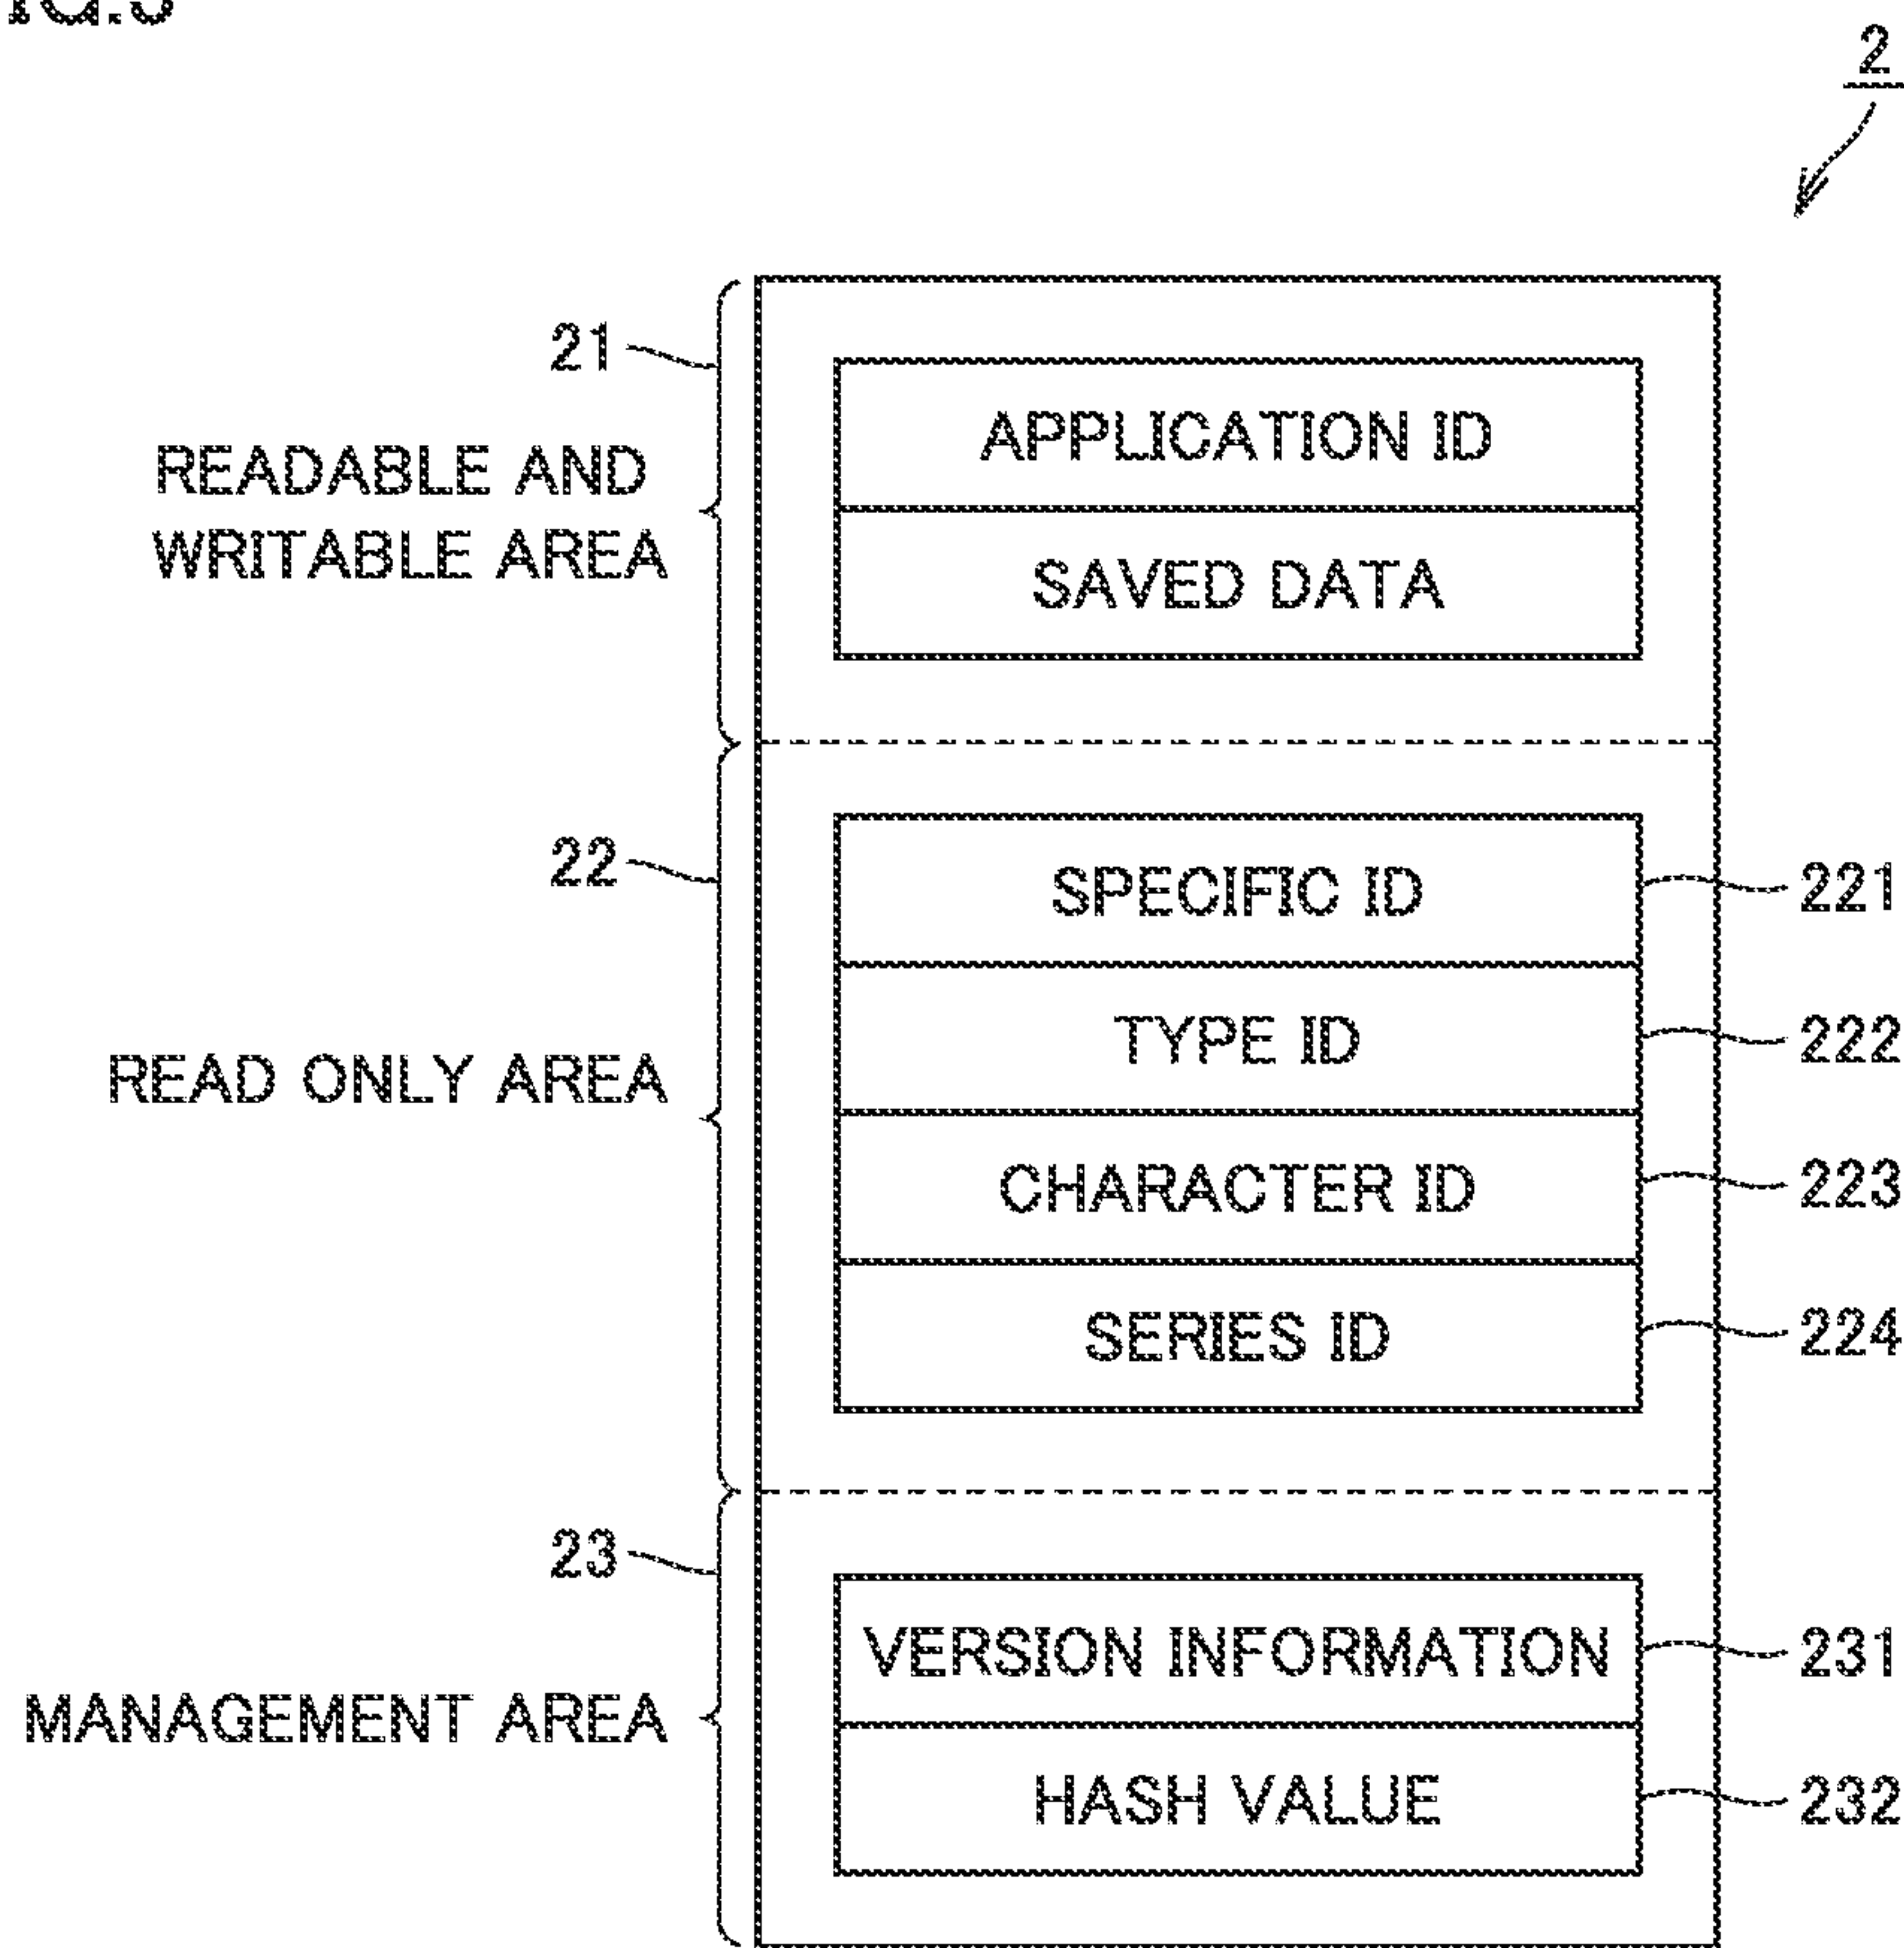 2
21
READABLE AND
WRITABLE AREA
APPLICATION ID
SAVED DATA
22
READ ONLY AREA
SPECIFIC ID
221
TYPE ID
222
CHARACTER ID
223
SERIES ID
224
23
MANAGEMENT AREA
VERSION INFORMATION
231
HASH VALUE
232